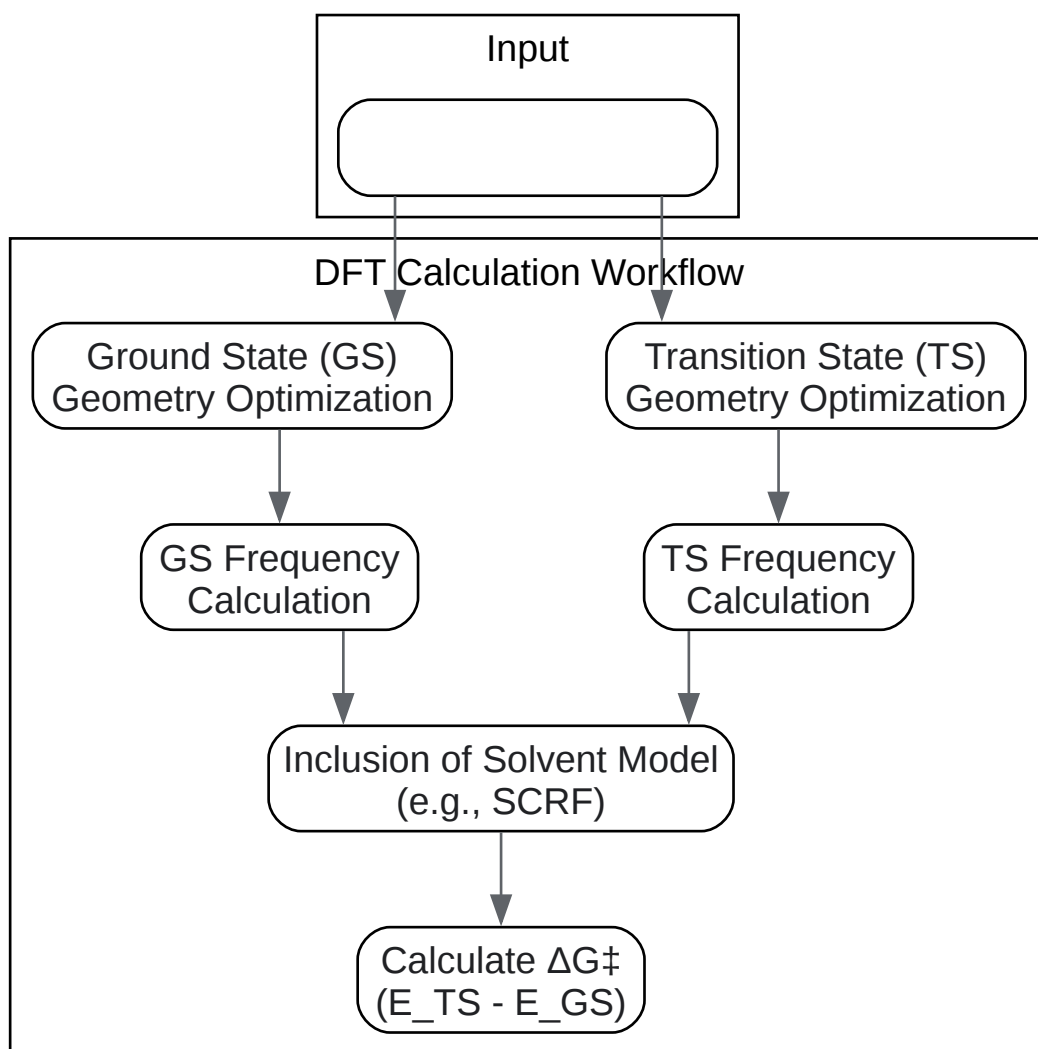 Input
DFT Calculation Workflow
Ground State (GS)
Geometry Optimization
Transition State (TS)
Geometry Optimization
GS Frequency
Calculation
TS Frequency
Calculation
Inclusion of Solvent Model
(e.g., SCRF)
Calculate ΔG‡
(E_TS - E_GS)